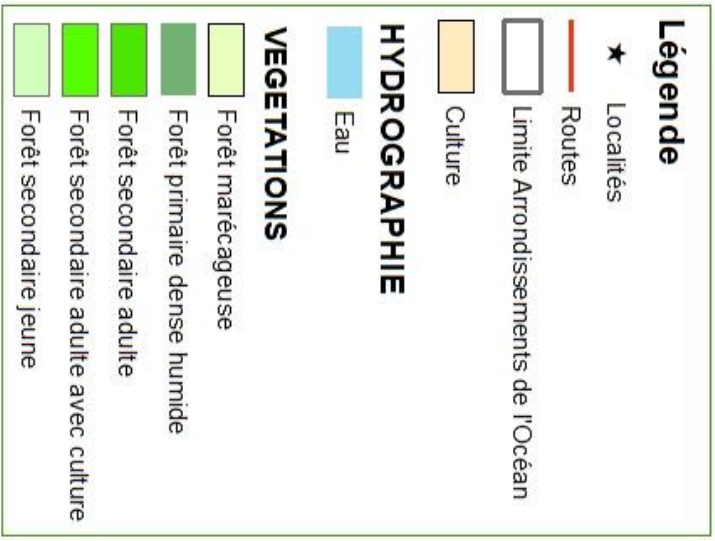 Légende
Localités
Routes
Limite Arrondissements de l'Océan
Culture
HYDROGRAPHIE
Eau
VEGETATIONS
Forêt marécageuse
Forêt primaire dense humide
Forêt secondaire adulte
Forêt secondaire adulte avec culture
Forêt secondaire jeune